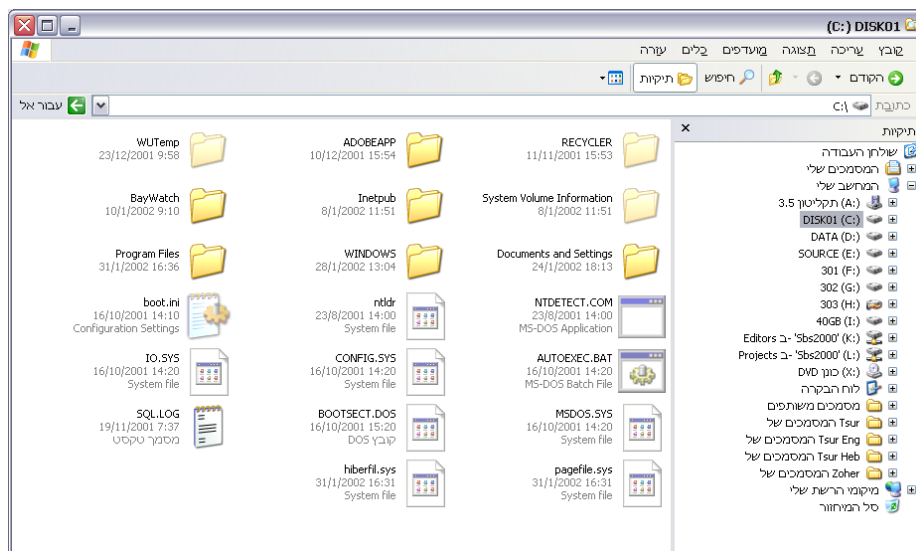 (C:) DISK01
קובץ עריכה תצוגה מועדפים כלים עזרה
הקודם חיפוש תיקיות
כתובת C:\ עבור אל
תיקיות
שולחן העבודה
המסמכים שלי
המחשב שלי
תקליטון 3.5 (A:)
DISK01 (C:)
DATA (D:)
SOURCE (E:)
301 (F:)
302 (G:)
303 (H:)
40GB (I:)
Editors ב- 'Sbs2000' (K:)
Projects ב- 'Sbs2000' (L:)
כונן DVD (X:)
לוח הבקרה
מסמכים משותפים
המסמכים של Tsur
המסמכים של Tsur Eng
המסמכים של Tsur Heb
המסמכים של Zoher
מיקומי הרשת שלי
סל המיחזור
RECYCLER
11/11/2001 15:53
ADOBEAPP
10/12/2001 15:54
WUTemp
23/12/2001 9:58
System Volume Information
8/1/2002 11:51
Inetpub
8/1/2002 11:51
BayWatch
10/1/2002 9:10
Documents and Settings
24/1/2002 18:13
WINDOWS
28/1/2002 13:04
Program Files
31/1/2002 16:36
NTDETECT.COM
23/8/2001 14:00
MS-DOS Application
ntldr
23/8/2001 14:00
System file
boot.ini
16/10/2001 14:10
Configuration Settings
AUTOEXEC.BAT
16/10/2001 14:20
MS-DOS Batch File
CONFIG.SYS
16/10/2001 14:20
System file
IO.SYS
16/10/2001 14:20
System file
MSDOS.SYS
16/10/2001 14:20
System file
BOOTSECT.DOS
16/10/2001 15:20
קובץ DOS
SQL.LOG
19/11/2001 7:37
מסמך טקסט
pagefile.sys
31/1/2002 16:31
System file
hiberfil.sys
31/1/2002 16:31
System file